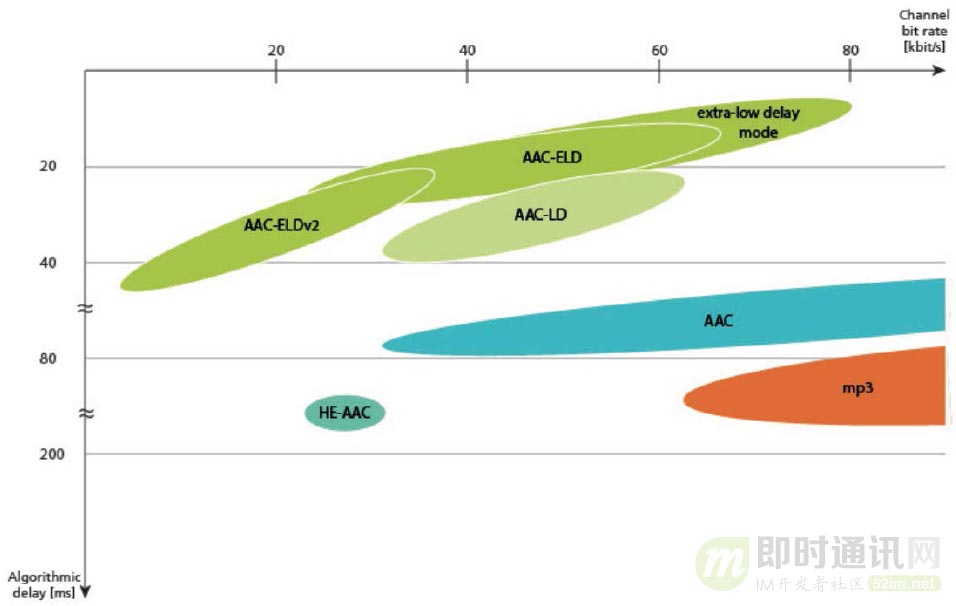 Channel
bit rate
[kbit/s]
20
40
60
80
extra-low delay
mode
AAC-ELD
20
AAC-LD
AAC-ELDv2
40
AAC
80
mp3
HE-AAC
200
即时通讯网
IM开发者社区 52im.net
m
Algorithmic
delay [ms]